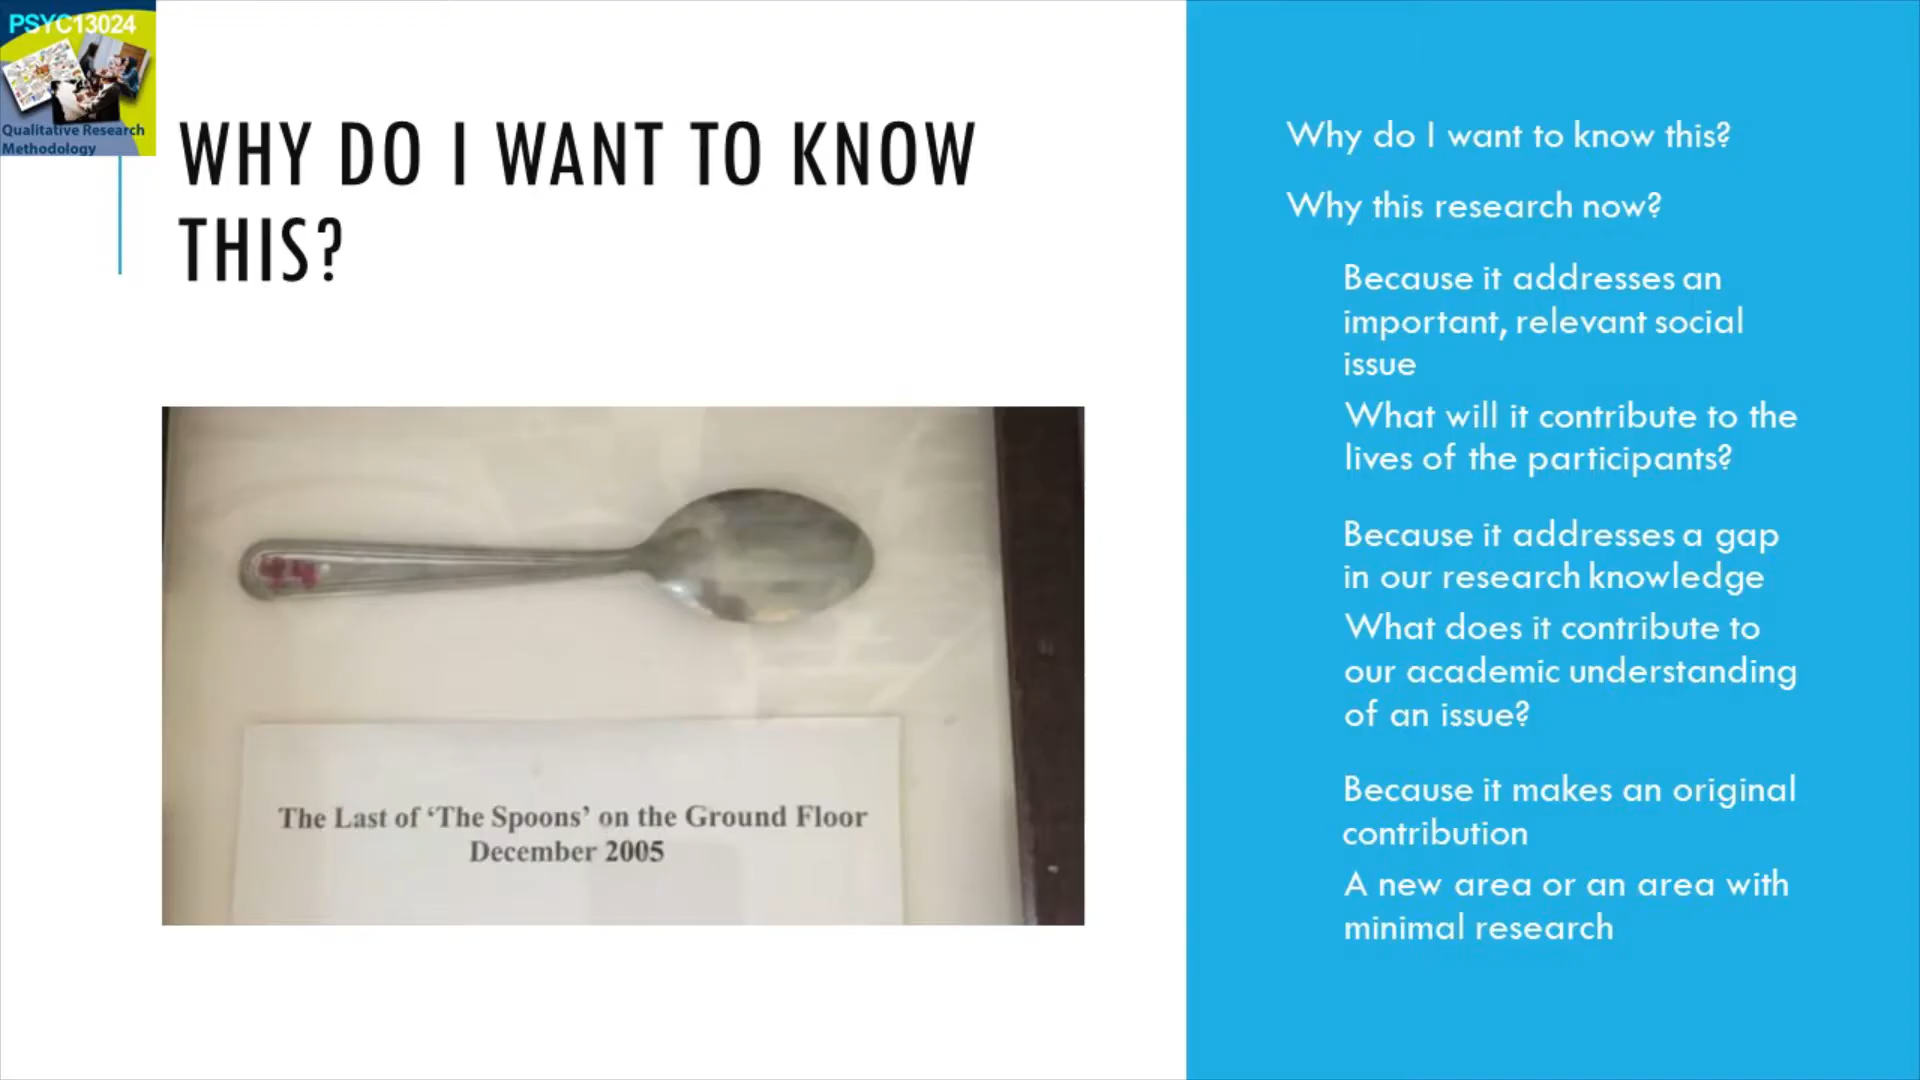 PSYC13024
Qualitative Research
Methodology
WHY DO I WANT TO KNOW
THIS?
The Last of ‘The Spoons’ on the Ground Floor
December 2005
Why do I want to know this?
Why this research now?
Because it addresses an
important, relevant social
issue
What will it contribute to the
lives of the participants?
Because it addresses a gap
in our research knowledge
What does it contribute to
our academic understanding
of an issue?
Because it makes an original
contribution
A new area or an area with
minimal research